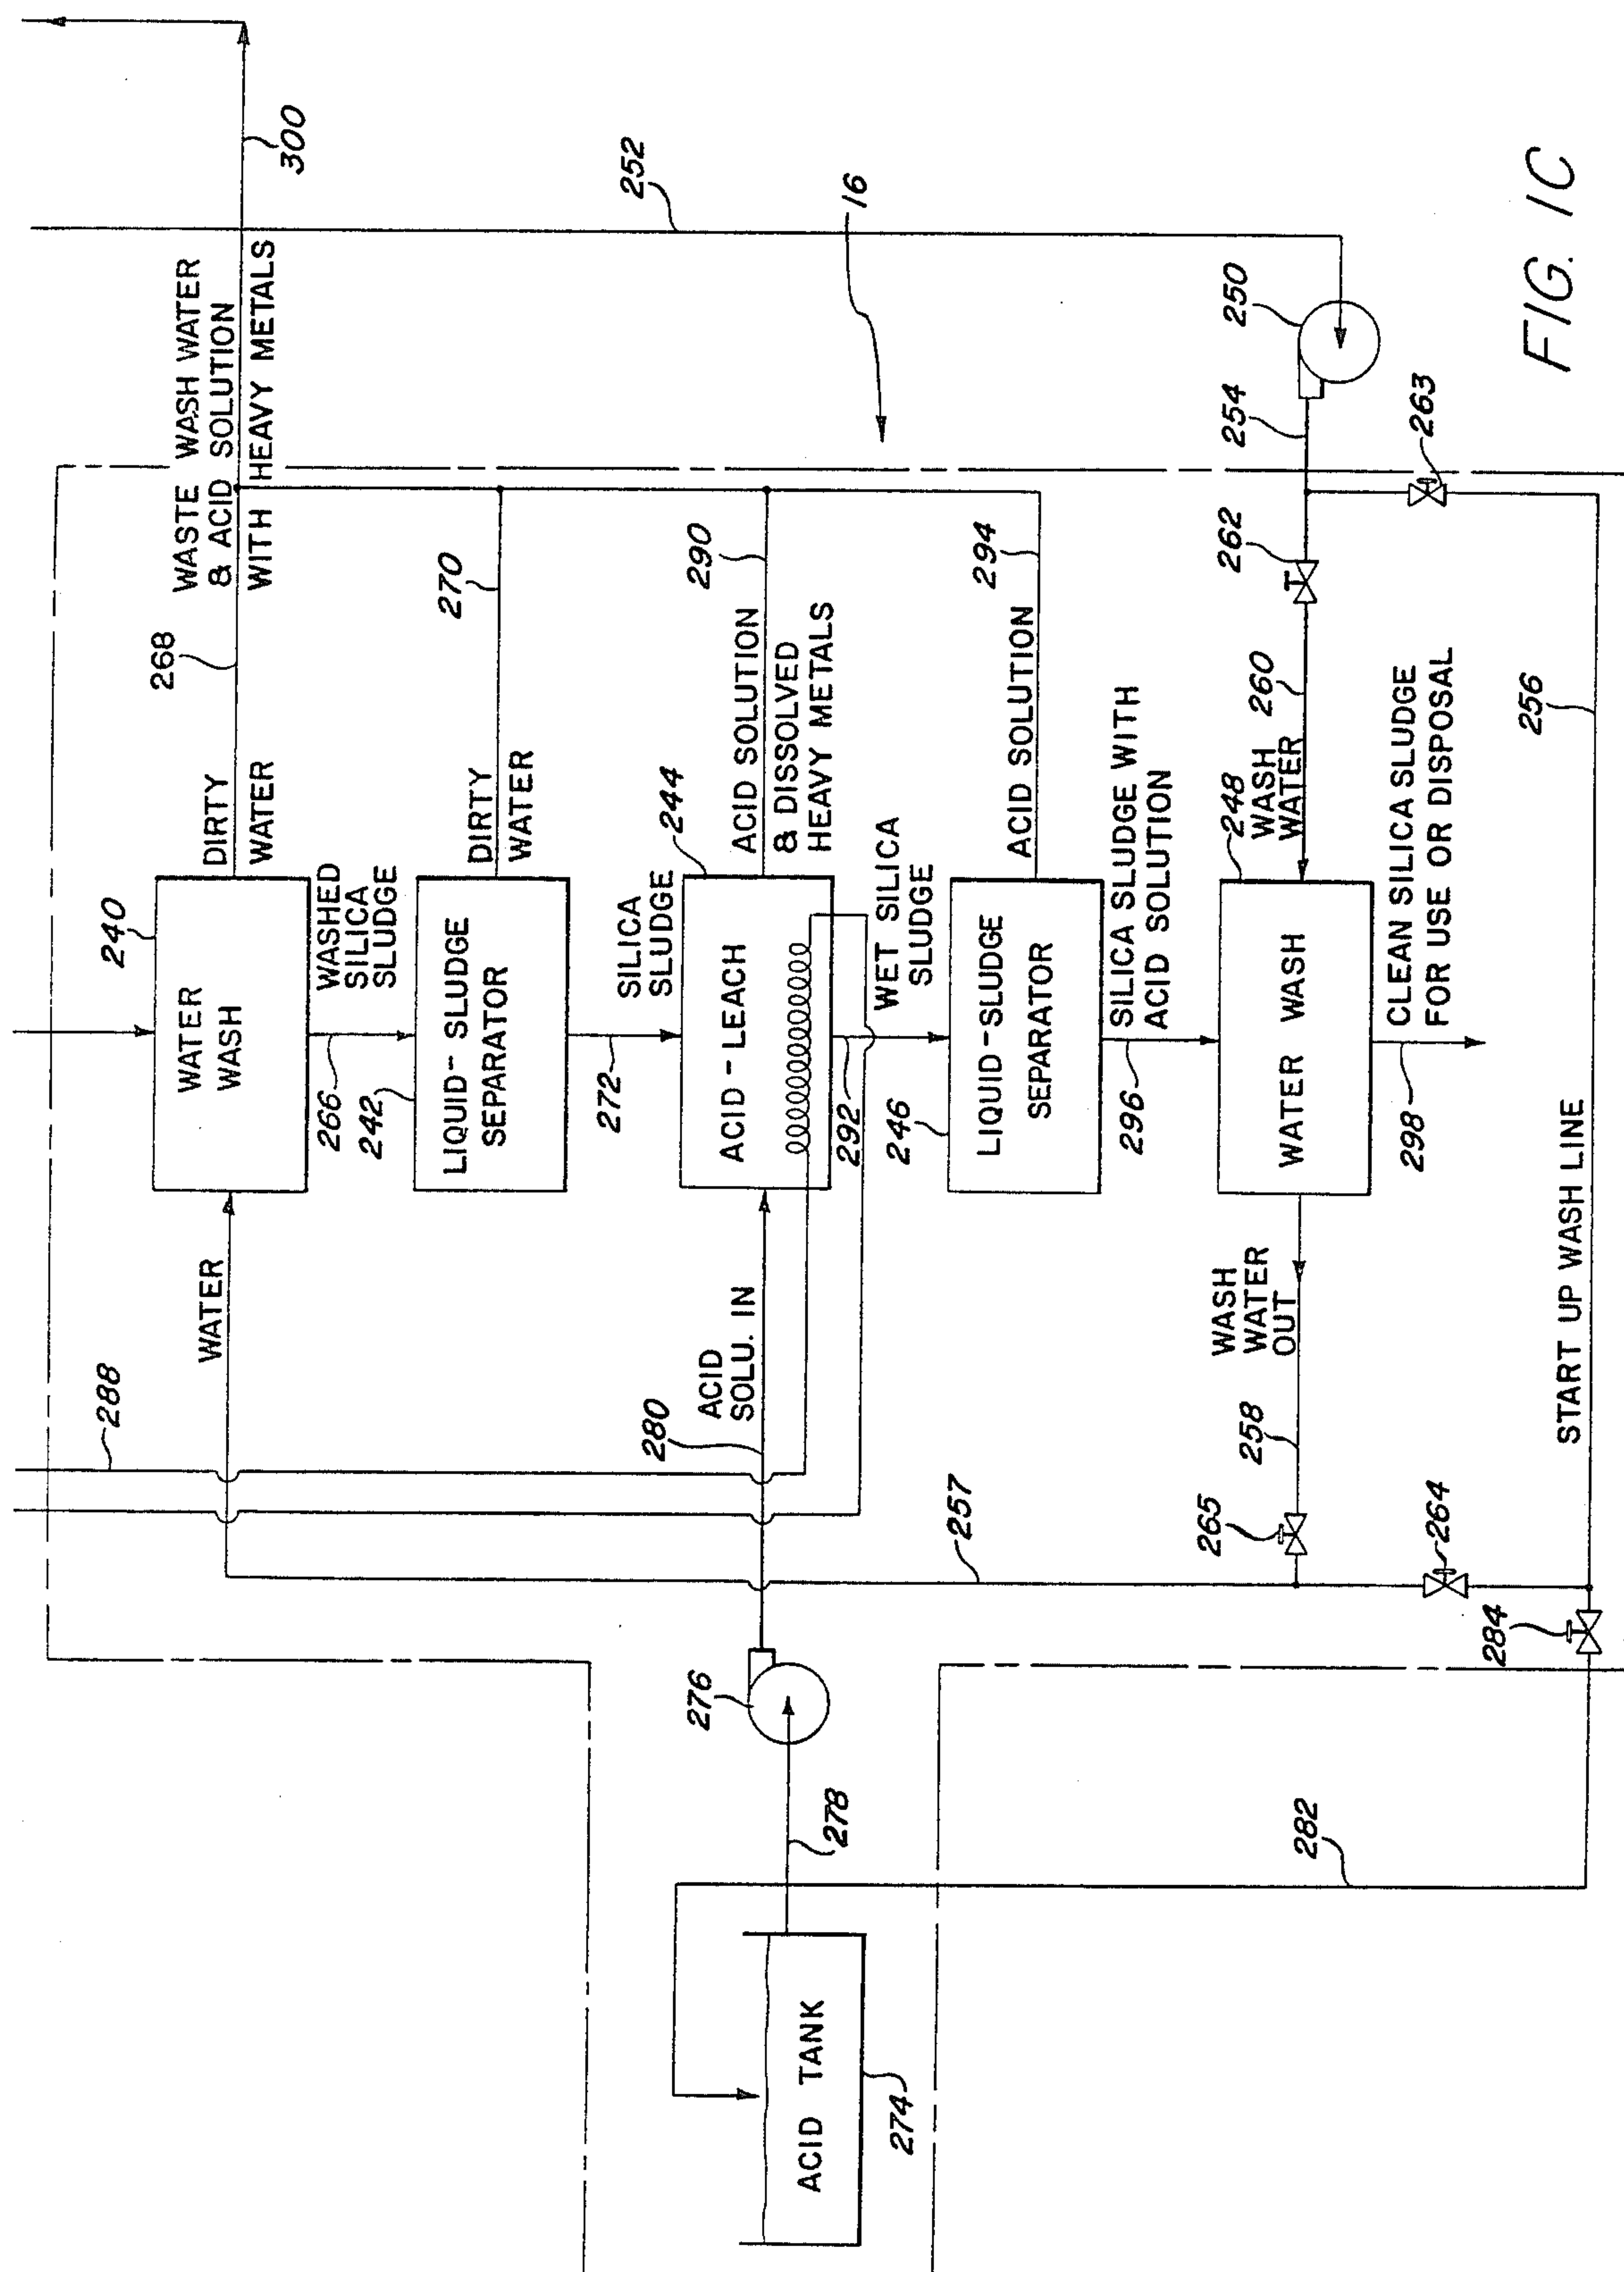 300
WASTE WASH WATER
& ACID SOLUTION
WITH HEAVY METALS
252
16
268
DIRTY
WATER
240
WATER
WASH
WATER
288
WASHED
SILICA
SLUDGE
266
270
DIRTY
WATER
242
LIQUID-SLUDGE
SEPARATOR
272
SILICA
SLUDGE
244
290
ACID SOLUTION
& DISSOLVED
HEAVY METALS
ACID-LEACH
280
ACID
SOLU. IN
276
278
ACID TANK
274
292
WET SILICA
SLUDGE
246
294
ACID SOLUTION
LIQUID-SLUDGE
SEPARATOR
296
SILICA SLUDGE WITH
ACID SOLUTION
250
254
262
263
260
WASH
WATER
248
WATER WASH
WASH
WATER
OUT
258
265
257
264
284
282
298
CLEAN SILICA SLUDGE
FOR USE OR DISPOSAL
256
START UP WASH LINE
FIG. 1C